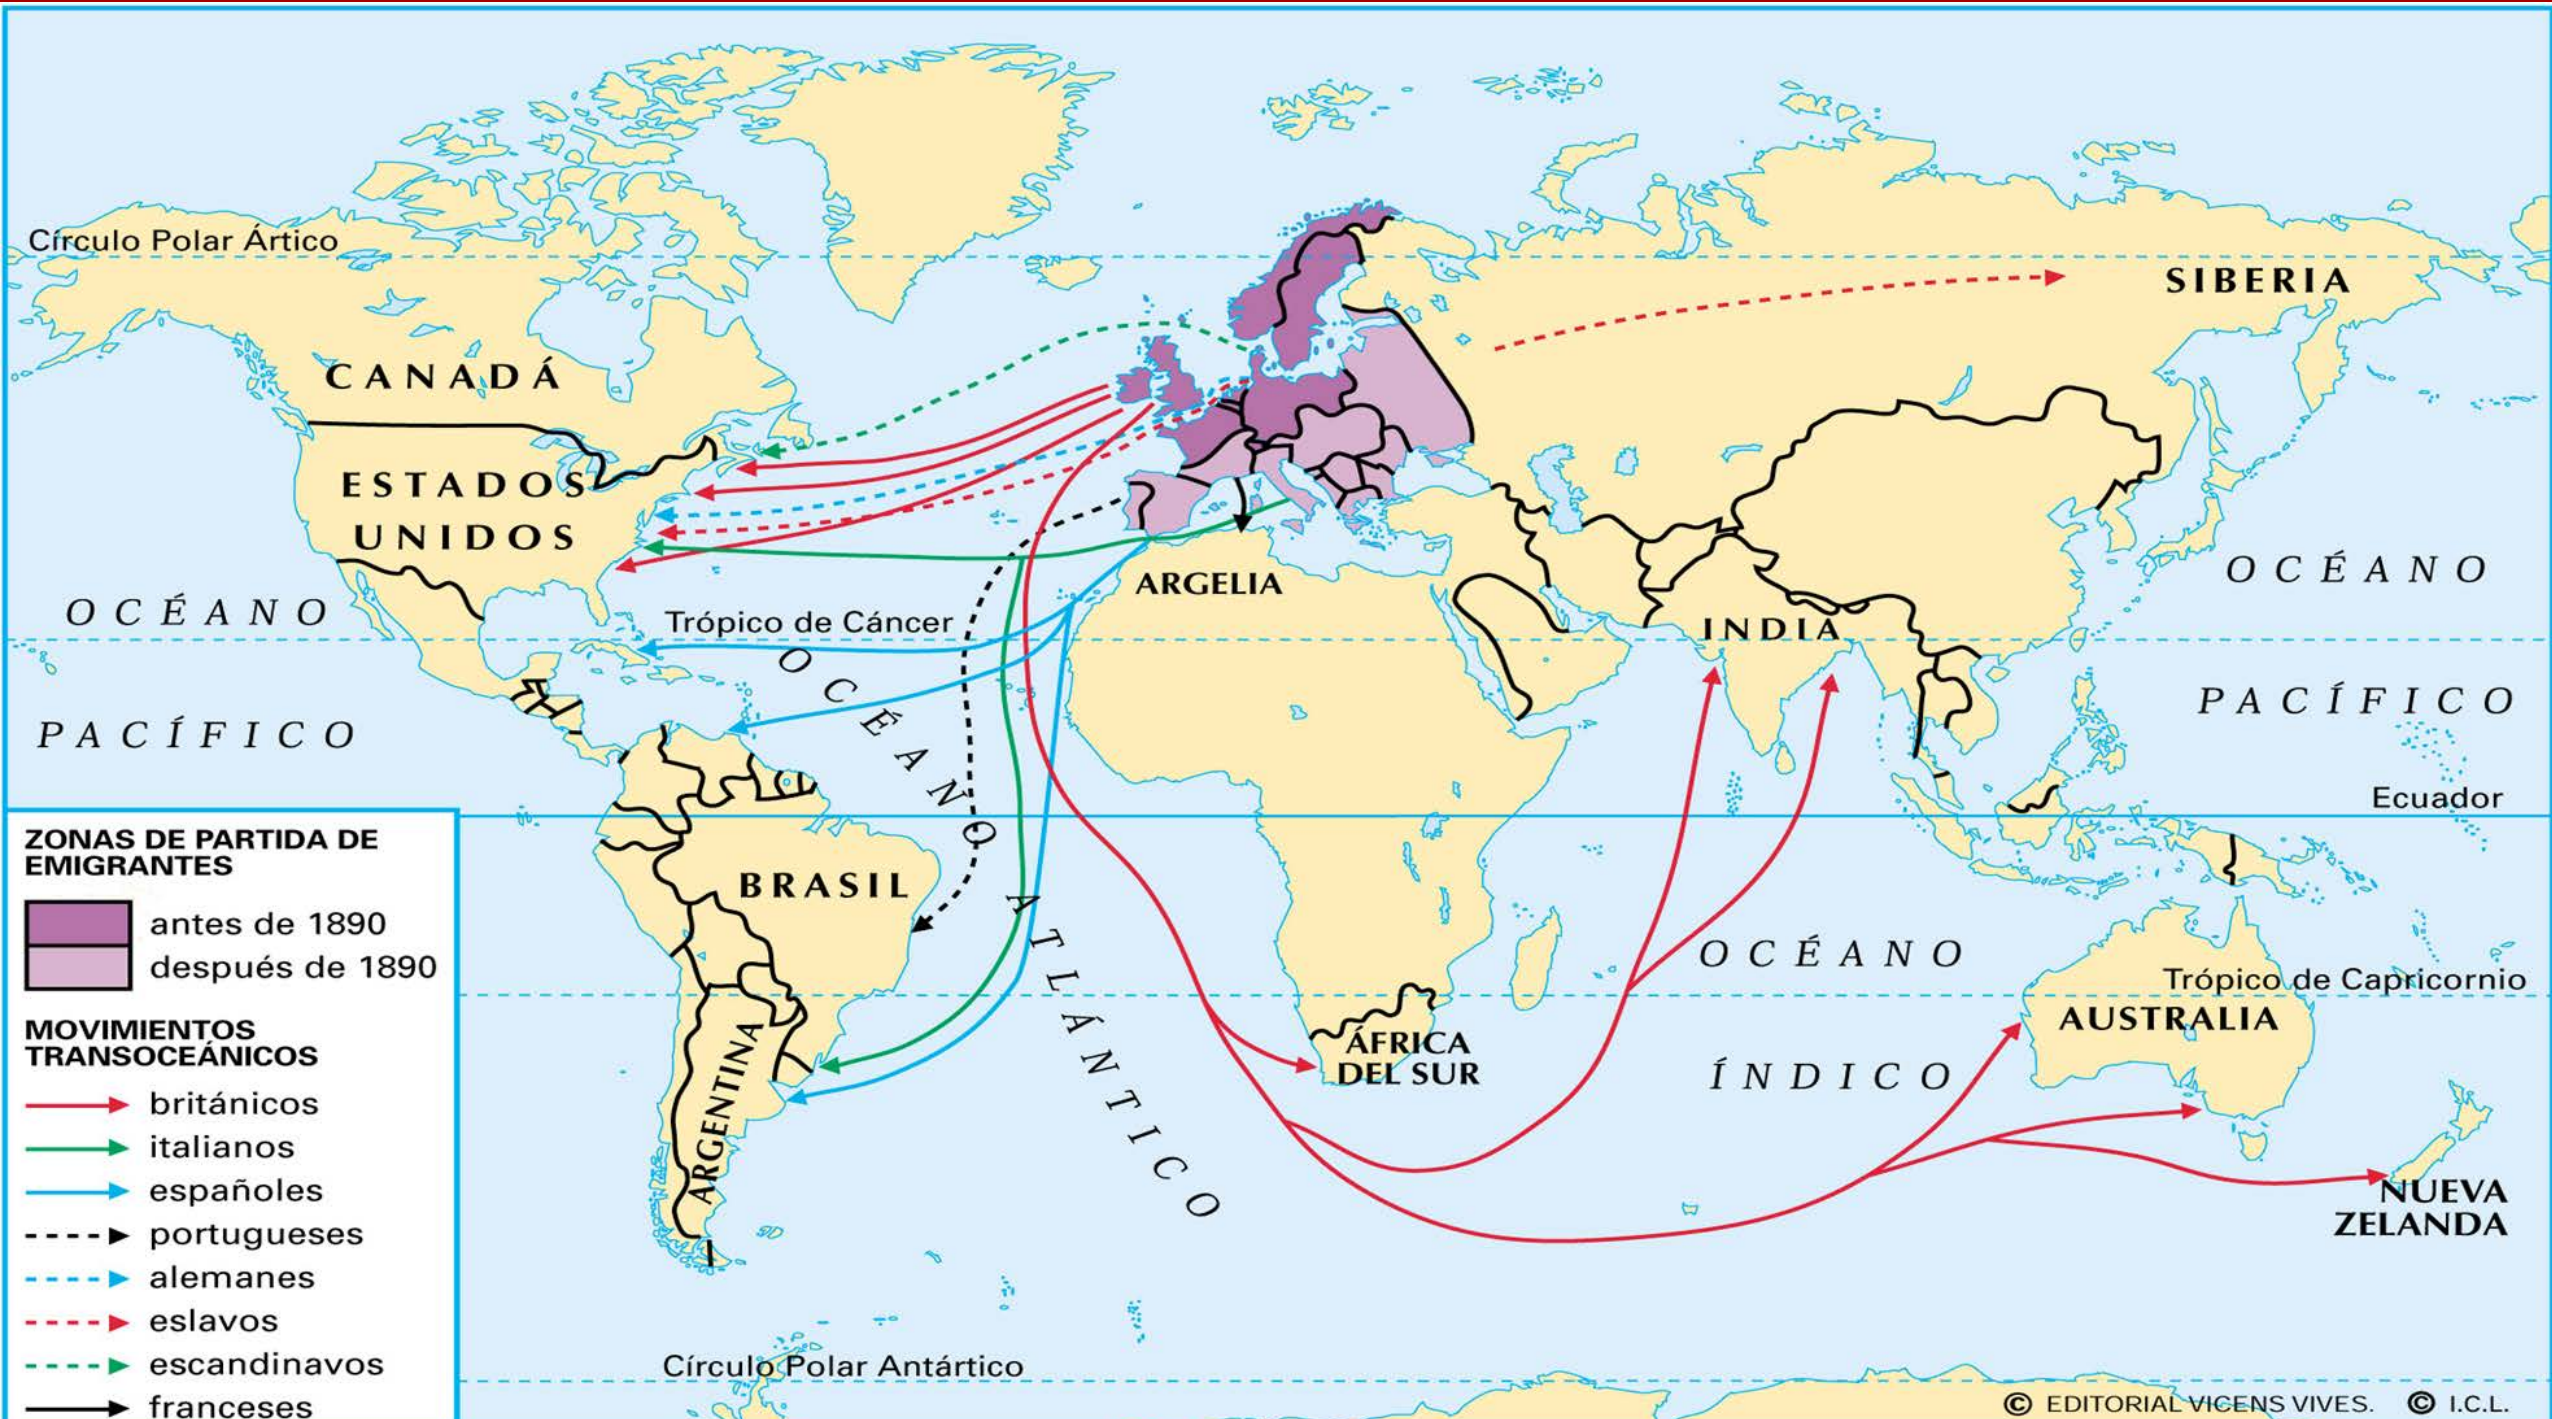 Círculo Polar Ártico
SIBERIA
CANADÁ
ESTADOS
UNIDOS
OCÉANO
PACÍFICO
ARGELIA
Trópico de Cáncer
INDIA
OCÉANO
PACÍFICO
Ecuador
OCÉANO ATLÁNTICO
BRASIL
ARGENTINA
ÁFRICA
DEL SUR
OCÉANO
ÍNDICO
Trópico de Capricornio
AUSTRALIA
NUEVA
ZELANDA
Círculo Polar Antártico
ZONAS DE PARTIDA DE
EMIGRANTES
antes de 1890
después de 1890
MOVIMIENTOS
TRANSOCEÁNICOS
británicos
italianos
españoles
portugueses
alemanes
eslavos
escandinavos
franceses
© EDITORIAL VICENS VIVES. © I.C.L.